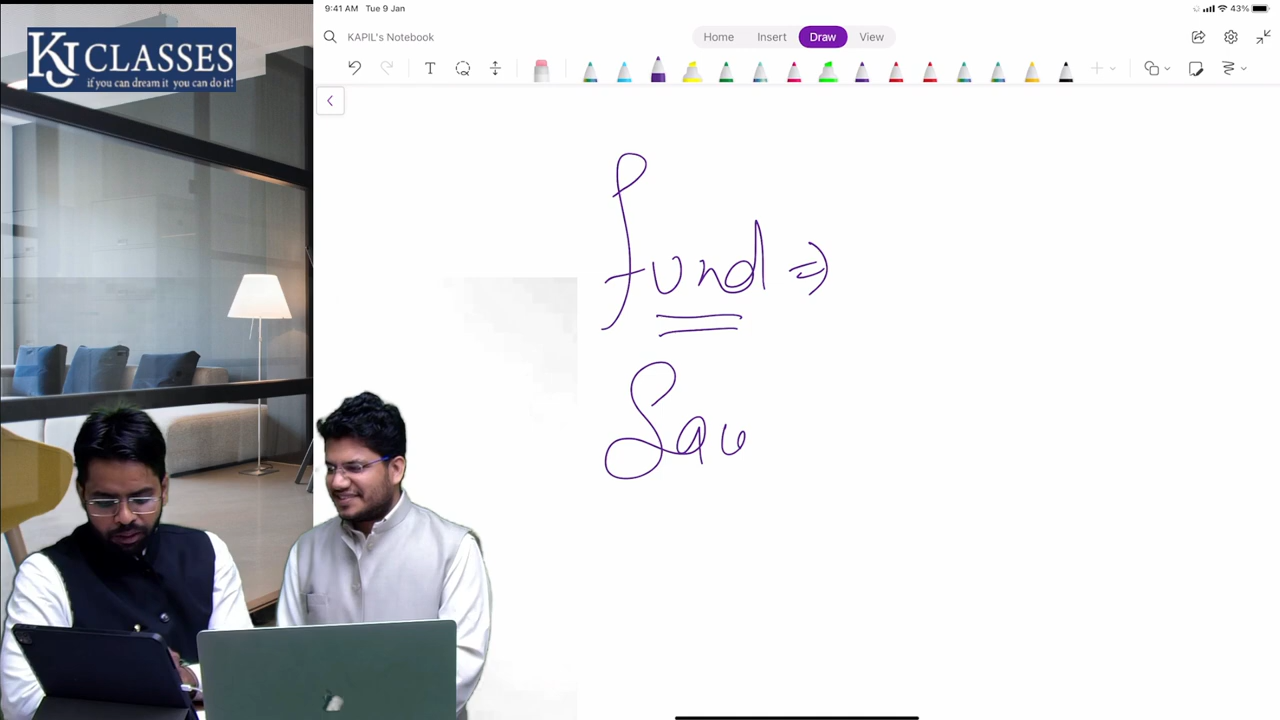 9:41 AM Tue 9 Jan
43%
KJ CLASSES
if you can dream it you can do it!
KAPIL's Notebook
Home Insert Draw View
T
fund ⇒